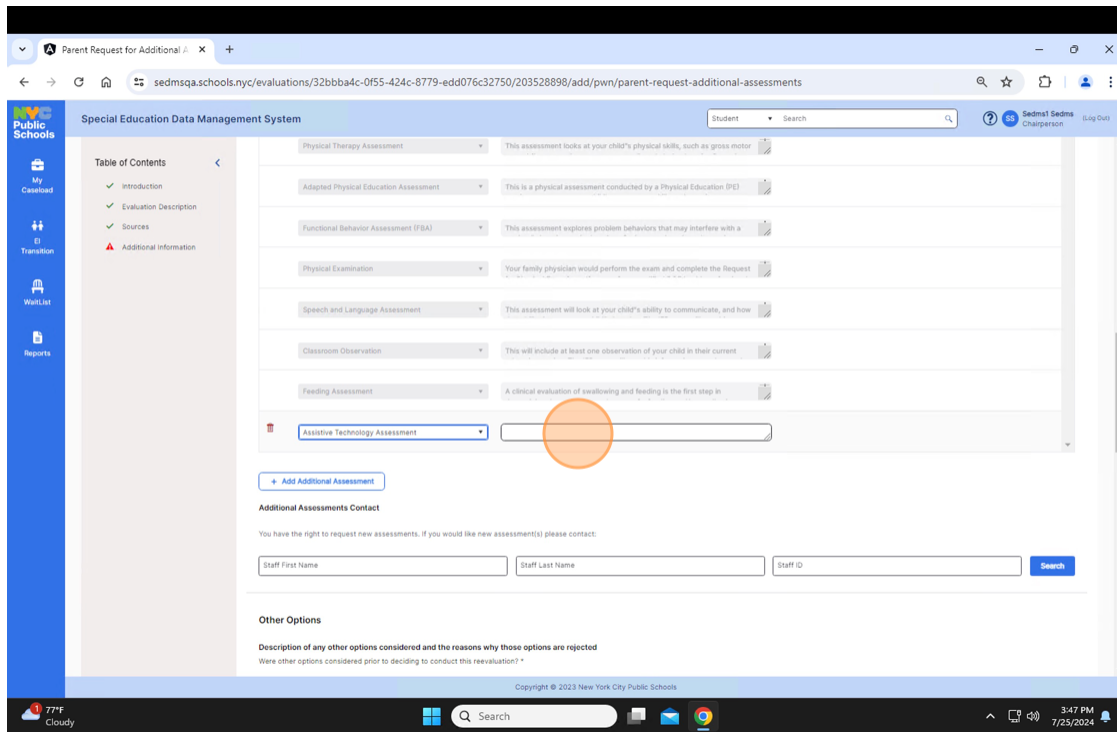 Parent Request for Additional A
sedmsqa.schools.nyc/evaluations/32bbba4c-0f55-424c-8779-edd076c32750/203528898/add/pwn/parent-request-additional-assessments
NYC
Public
Schools
Special Education Data Management System
Student
Search
SS
Sedms1 Sedms
Chairperson
(Log Out)
My
Caseload
EI
Transition
WaitList
Reports
Table of Contents
Introduction
Evaluation Description
Sources
Additional Information
Physical Therapy Assessment
This assessment looks at your child"s physical skills, such as gross motor
Adapted Physical Education Assessment
This is a physical assessment conducted by a Physical Education (PE)
Functional Behavior Assessment (FBA)
This assessment explores problem behaviors that may interfere with a
Physical Examination
Your family physician would perform the exam and complete the Request
Speech and Language Assessment
This assessment will look at your child"s ability to communicate, and how
Classroom Observation
This will include at least one observation of your child in their current
Feeding Assessment
A clinical evaluation of swallowing and feeding is the first step in
Assistive Technology Assessment
+ Add Additional Assessment
Additional Assessments Contact
You have the right to request new assessments. If you would like new assessment(s) please contact:
Staff First Name
Staff Last Name
Staff ID
Search
Other Options
Description of any other options considered and the reasons why those options are rejected
Were other options considered prior to deciding to conduct this reevaluation? *
Copyright © 2023 New York City Public Schools
1
77°F
Cloudy
Search
3:47 PM
7/25/2024